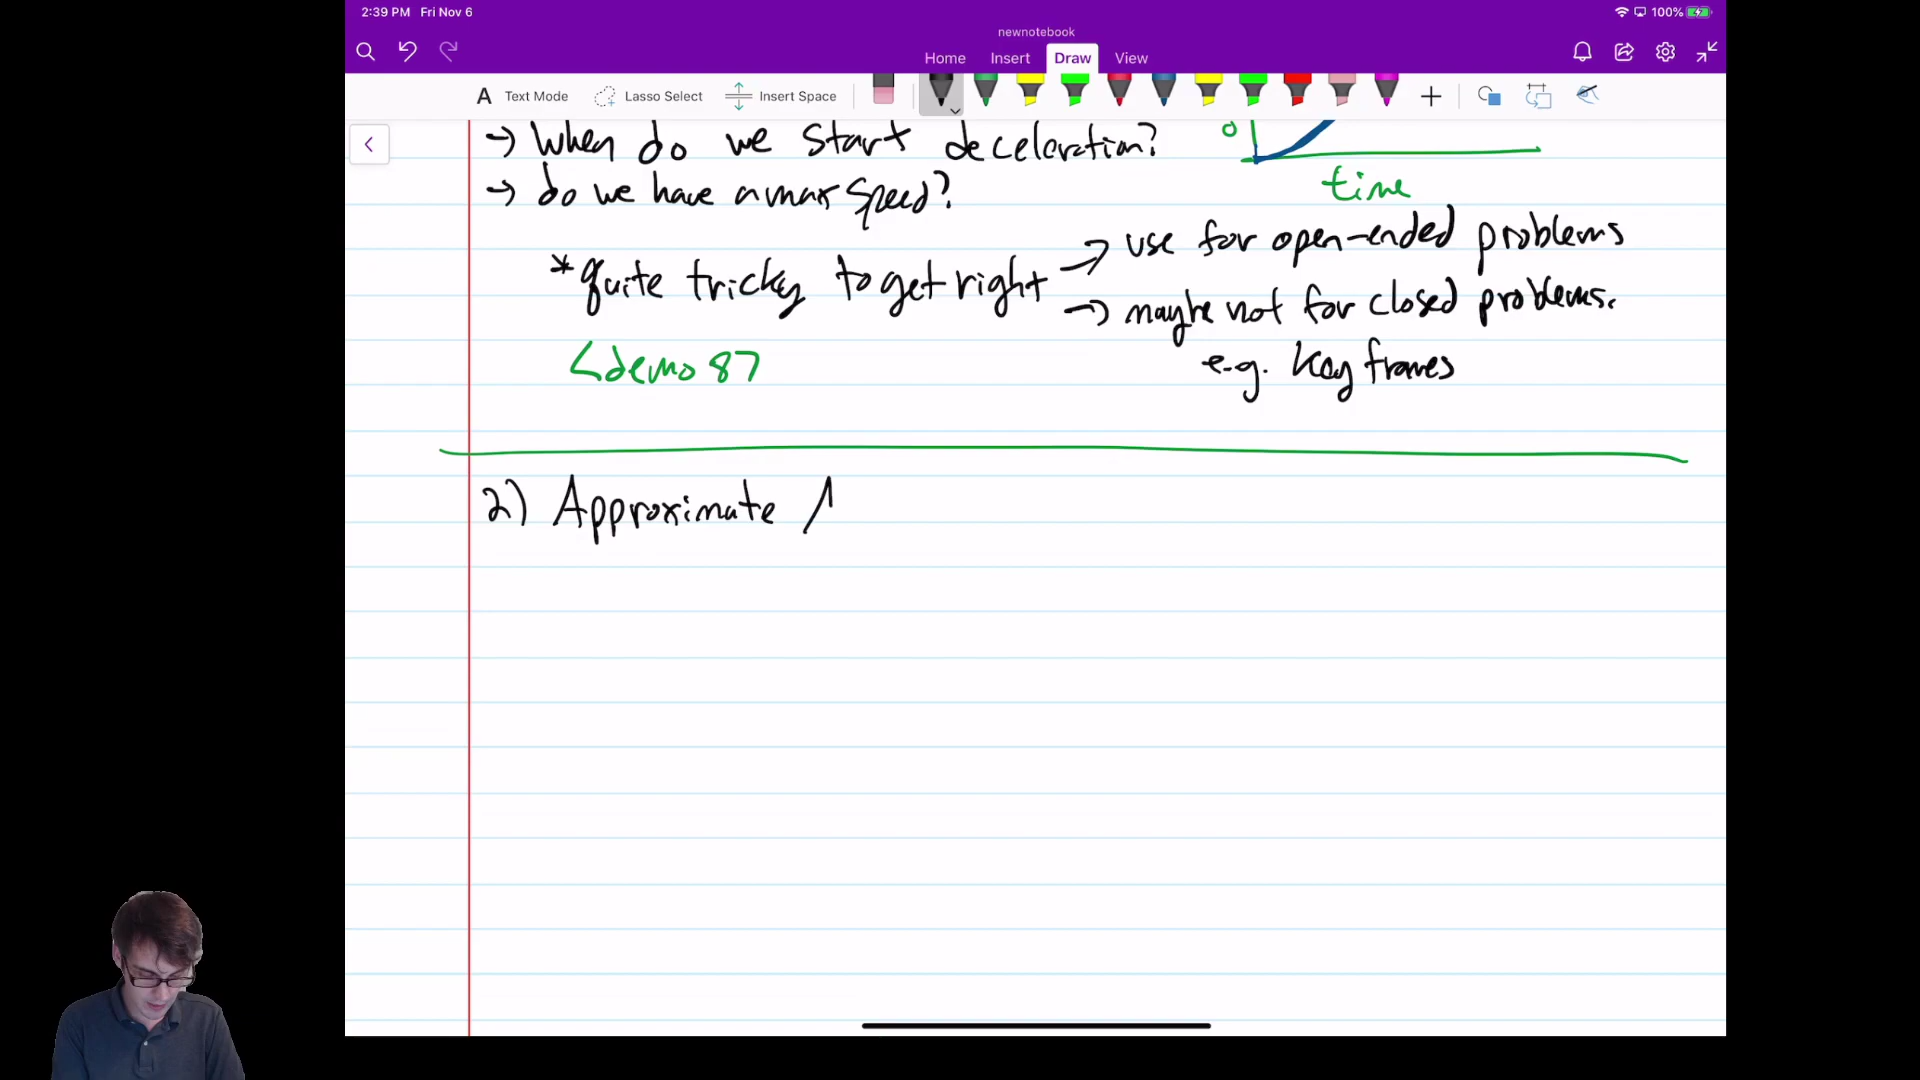 2:39 PM Fri Nov 6
100%
newnotebook
Home Insert Draw View
A Text Mode Lasso Select Insert Space
→ When do we start deceleration?
→ do we have a max speed?
0
time
* quite tricky to get right
→ use for open-ended problems
→ maybe not for closed problems.
e.g. Key frames
<demo 87
2) Approximate